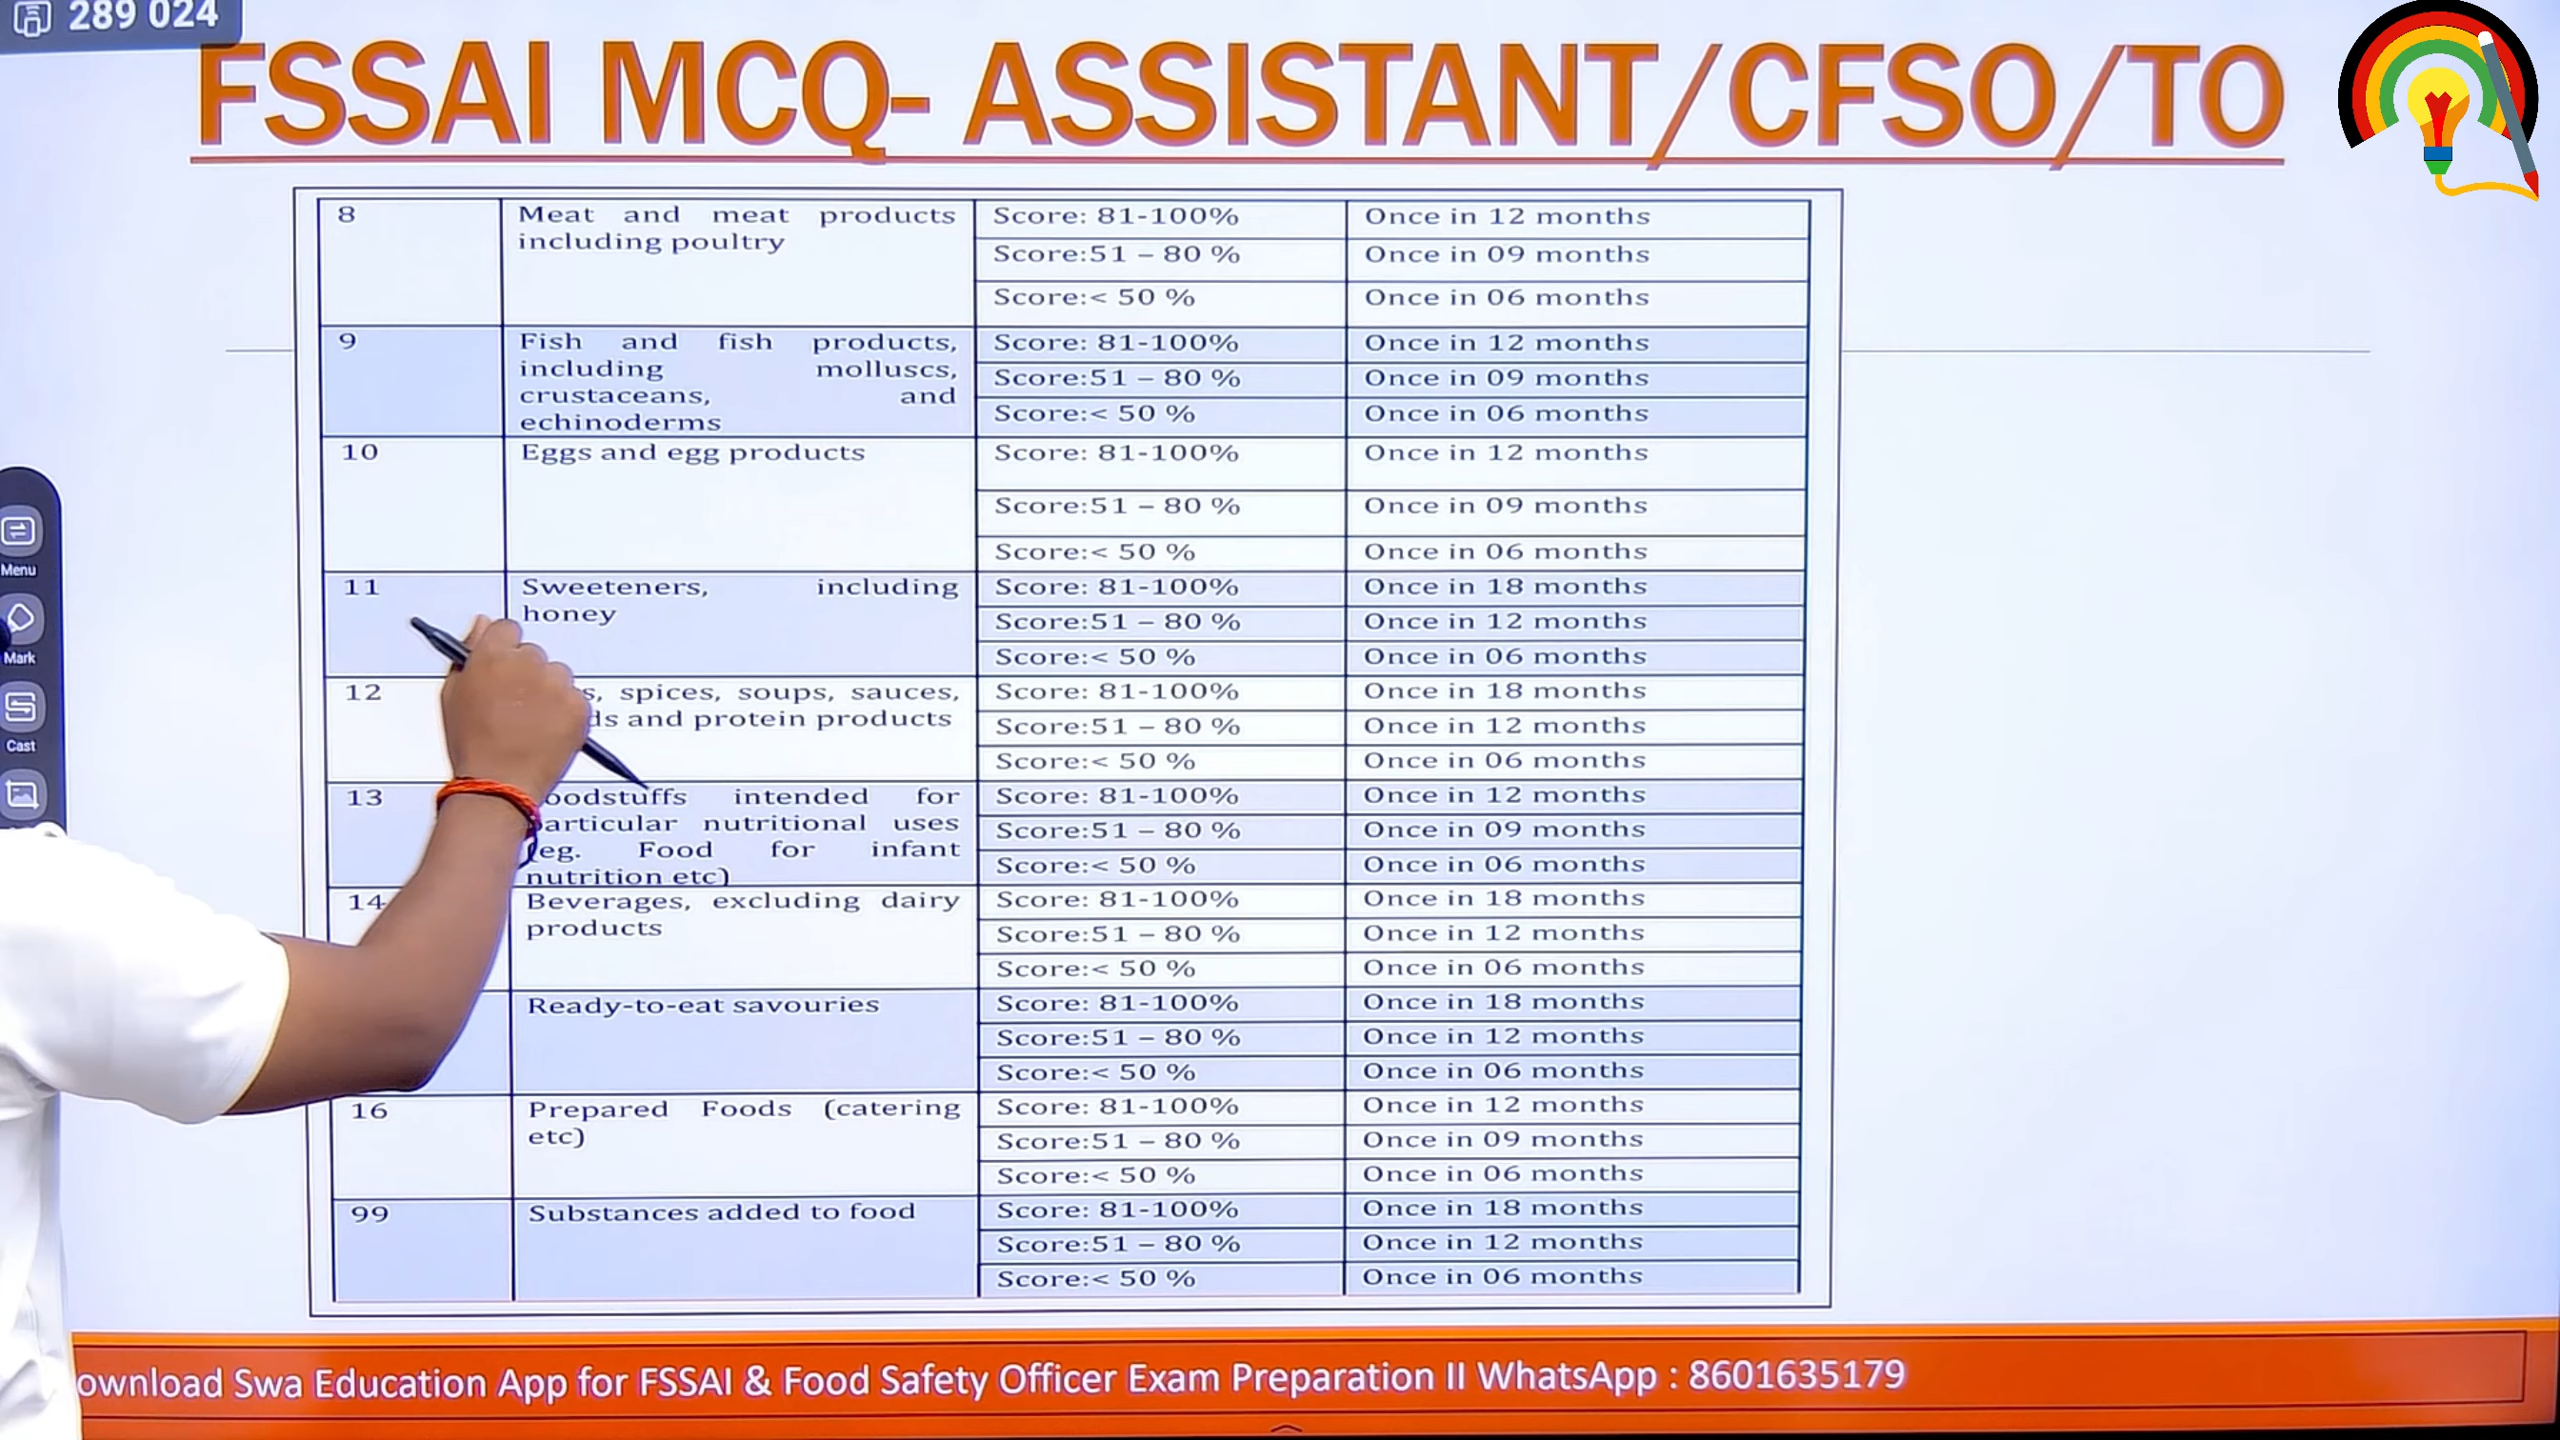 289 024
FSSAI MCQ- ASSISTANT/CFSO/TO
8 Meat and meat products Score: 81-100% Once in 12 months
including poultry Score:51 – 80 % Once in 09 months
Score:< 50 % Once in 06 months
9 Fish and fish products, Score: 81-100% Once in 12 months
including molluscs, Score:51 – 80 % Once in 09 months
crustaceans, and Score:< 50 % Once in 06 months
echinoderms
10 Eggs and egg products Score: 81-100% Once in 12 months
Score:51 – 80 % Once in 09 months
Score:< 50 % Once in 06 months
11 Sweeteners, including Score: 81-100% Once in 18 months
honey Score:51 – 80 % Once in 12 months
Score:< 50 % Once in 06 months
12 spices, soups, sauces, Score: 81-100% Once in 18 months
and protein products Score:51 – 80 % Once in 12 months
Score:< 50 % Once in 06 months
13 intended for Score: 81-100% Once in 12 months
nutritional uses Score:51 – 80 % Once in 09 months
(eg. Food for infant Score:< 50 % Once in 06 months
nutrition etc)
14 Beverages, excluding dairy Score: 81-100% Once in 18 months
products Score:51 – 80 % Once in 12 months
Score:< 50 % Once in 06 months
Ready-to-eat savouries Score: 81-100% Once in 18 months
Score:51 – 80 % Once in 12 months
Score:< 50 % Once in 06 months
16 Prepared Foods (catering Score: 81-100% Once in 12 months
etc) Score:51 – 80 % Once in 09 months
Score:< 50 % Once in 06 months
99 Substances added to food Score: 81-100% Once in 18 months
Score:51 – 80 % Once in 12 months
Score:< 50 % Once in 06 months
Menu
Mark
Cast
ownload Swa Education App for FSSAI & Food Safety Officer Exam Preparation II WhatsApp : 8601635179